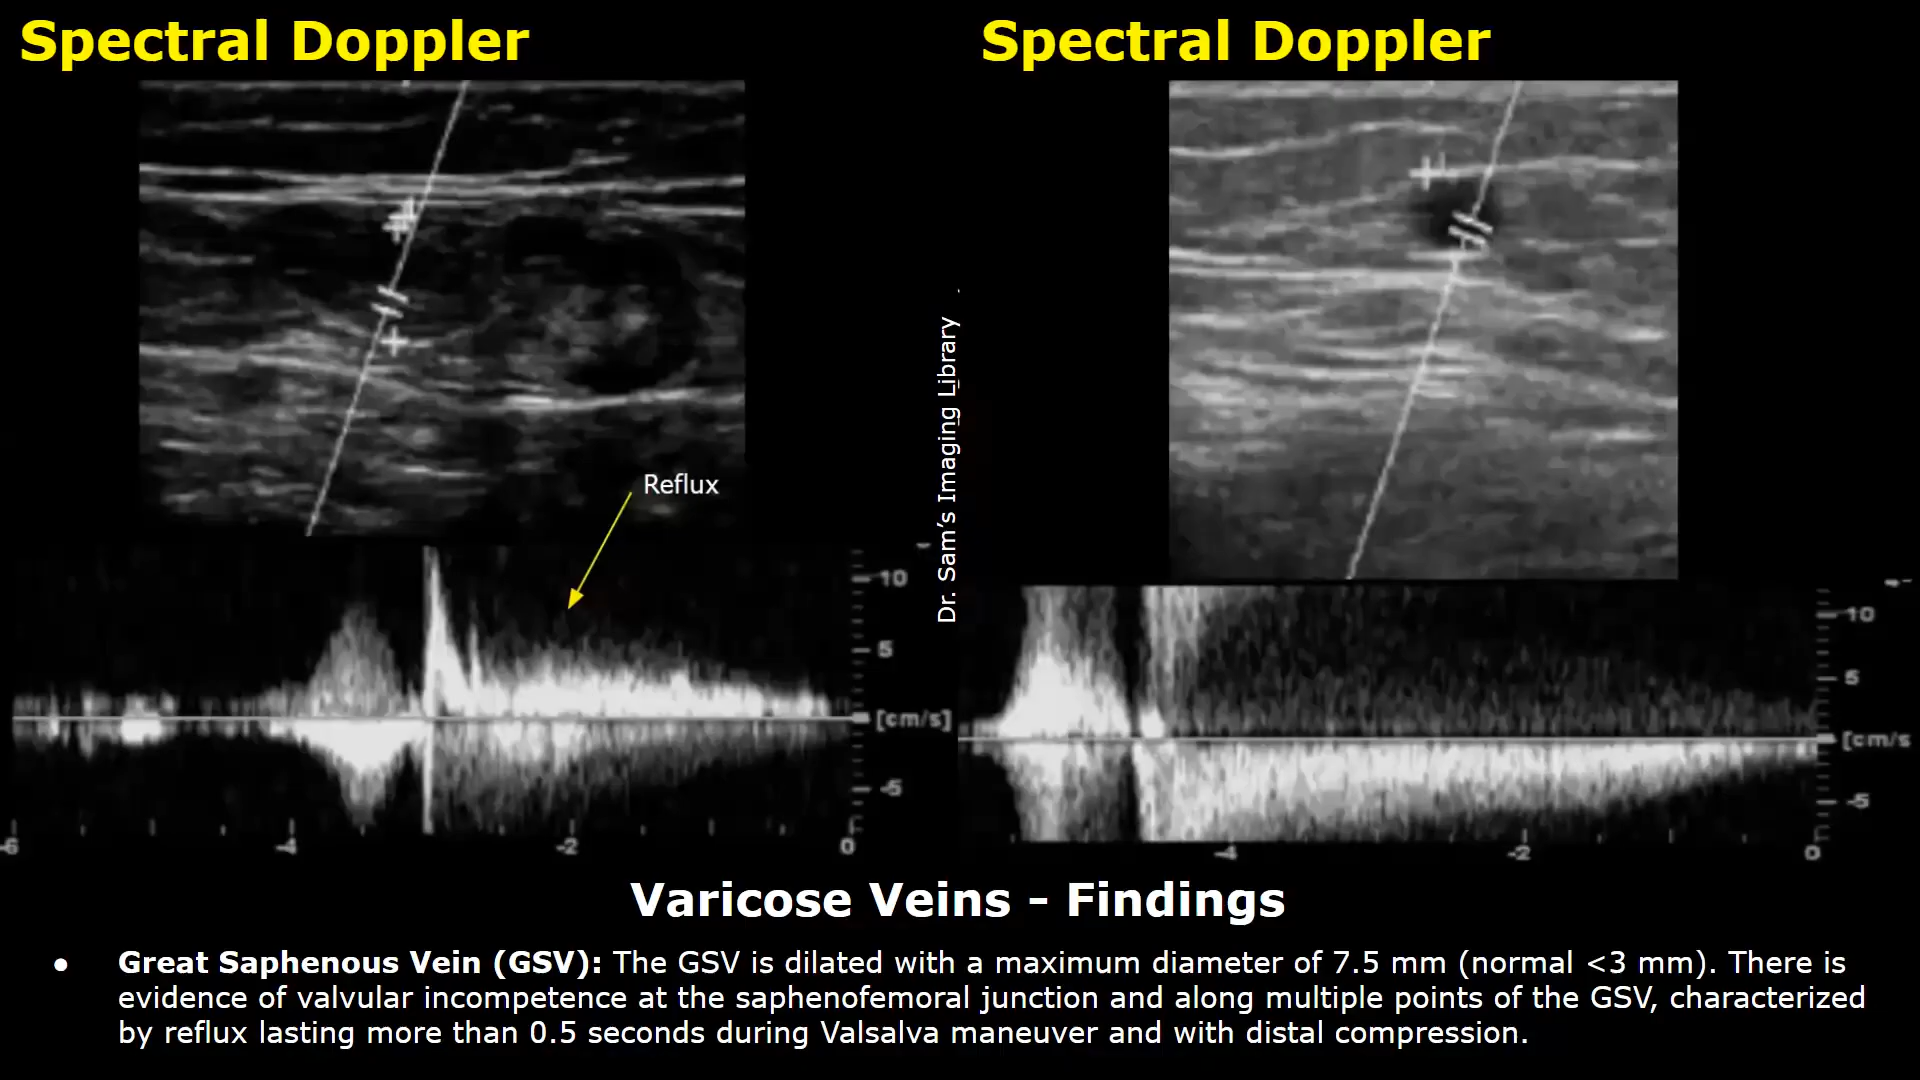 Spectral Doppler
Spectral Doppler
Reflux
Dr. Sam's Imaging Library
10
5
[cm/s]
-5
-6
-4
-2
0
10
5
[cm/s
-5
-4
-2
0
Varicose Veins – Findings
● Great Saphenous Vein (GSV): The GSV is dilated with a maximum diameter of 7.5 mm (normal <3 mm). There is
evidence of valvular incompetence at the saphenofemoral junction and along multiple points of the GSV, characterized
by reflux lasting more than 0.5 seconds during Valsalva maneuver and with distal compression.